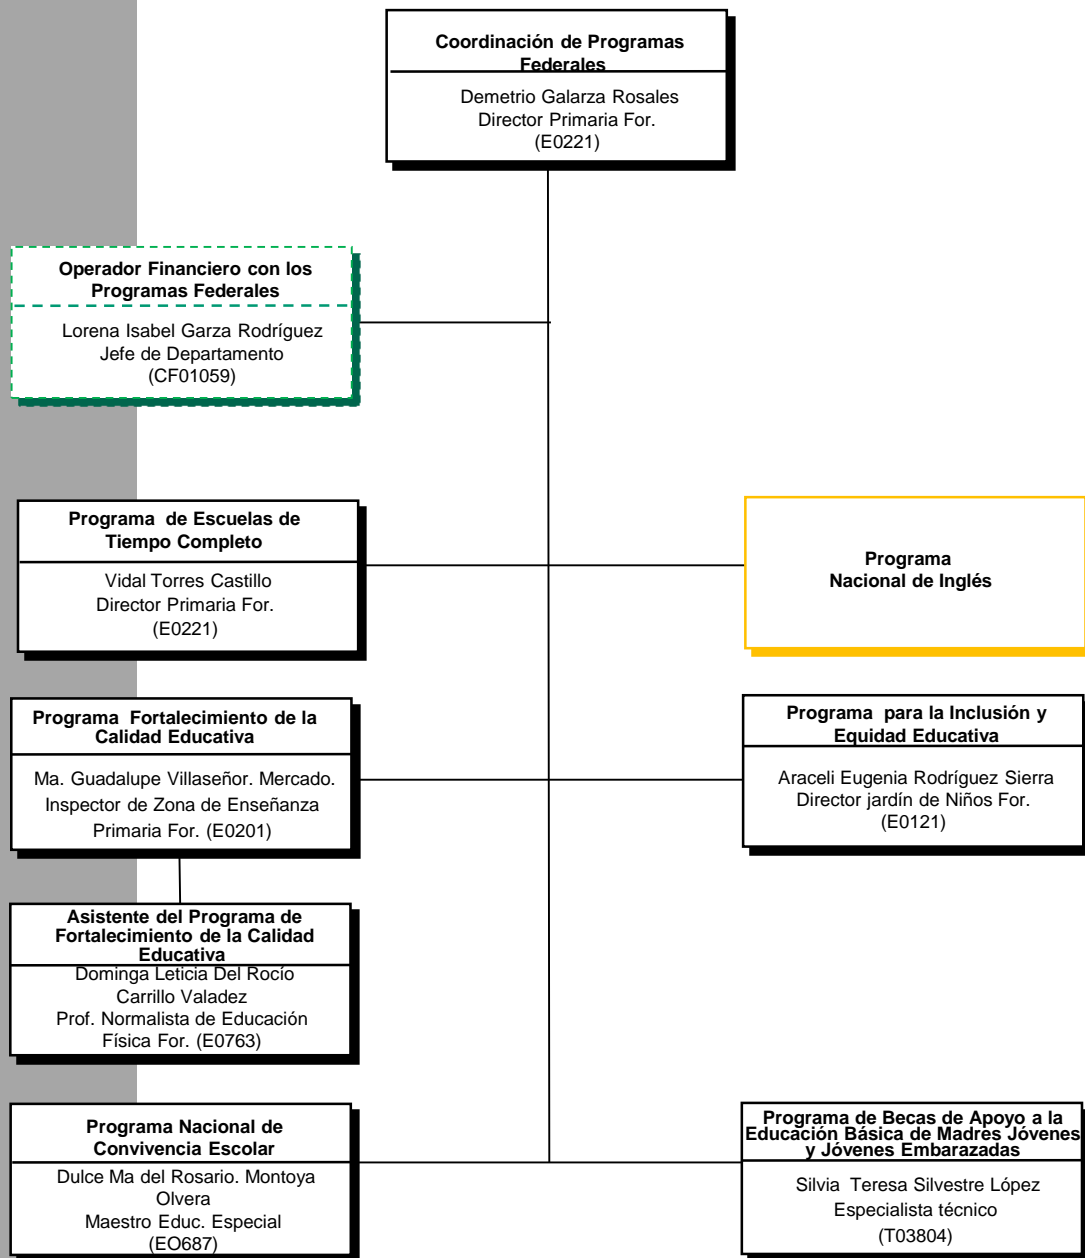 Coordinación de Programas
Federales
Demetrio Galarza Rosales
Director Primaria For.
(E0221)
Operador Financiero con los
Programas Federales
Lorena Isabel Garza Rodríguez
Jefe de Departamento
(CF01059)
Programa de Escuelas de
Tiempo Completo
Vidal Torres Castillo
Director Primaria For.
(E0221)
Programa
Nacional de Inglés
Programa Fortalecimiento de la
Calidad Educativa
Ma. Guadalupe Villaseñor. Mercado.
Inspector de Zona de Enseñanza
Primaria For. (E0201)
Programa para la Inclusión y
Equidad Educativa
Araceli Eugenia Rodríguez Sierra
Director jardín de Niños For.
(E0121)
Asistente del Programa de
Fortalecimiento de la Calidad
Educativa
Dominga Leticia Del Rocío
Carrillo Valadez
Prof. Normalista de Educación
Física For. (E0763)
Programa Nacional de
Convivencia Escolar
Dulce Ma del Rosario. Montoya
Olvera
Maestro Educ. Especial
(EO687)
Programa de Becas de Apoyo a la
Educación Básica de Madres Jóvenes
y Jóvenes Embarazadas
Silvia Teresa Silvestre López
Especialista técnico
(T03804)